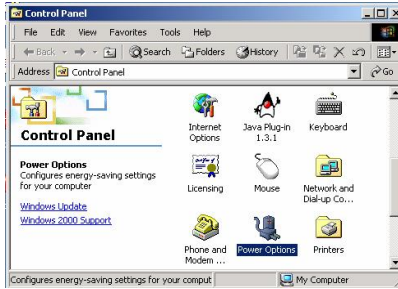 Control Panel
File Edit View Favorites Tools Help
Back Search Folders History
Address Control Panel Go
Control Panel
Power Options
Configures energy-saving settings
for your computer
Windows Update
Windows 2000 Support
Internet
Options
Java Plug-in
1.3.1
Keyboard
Licensing
Mouse
Network and
Dial-up Co...
Phone and
Modem ...
Power Options
Printers
Configures energy-saving settings for your comput
My Computer